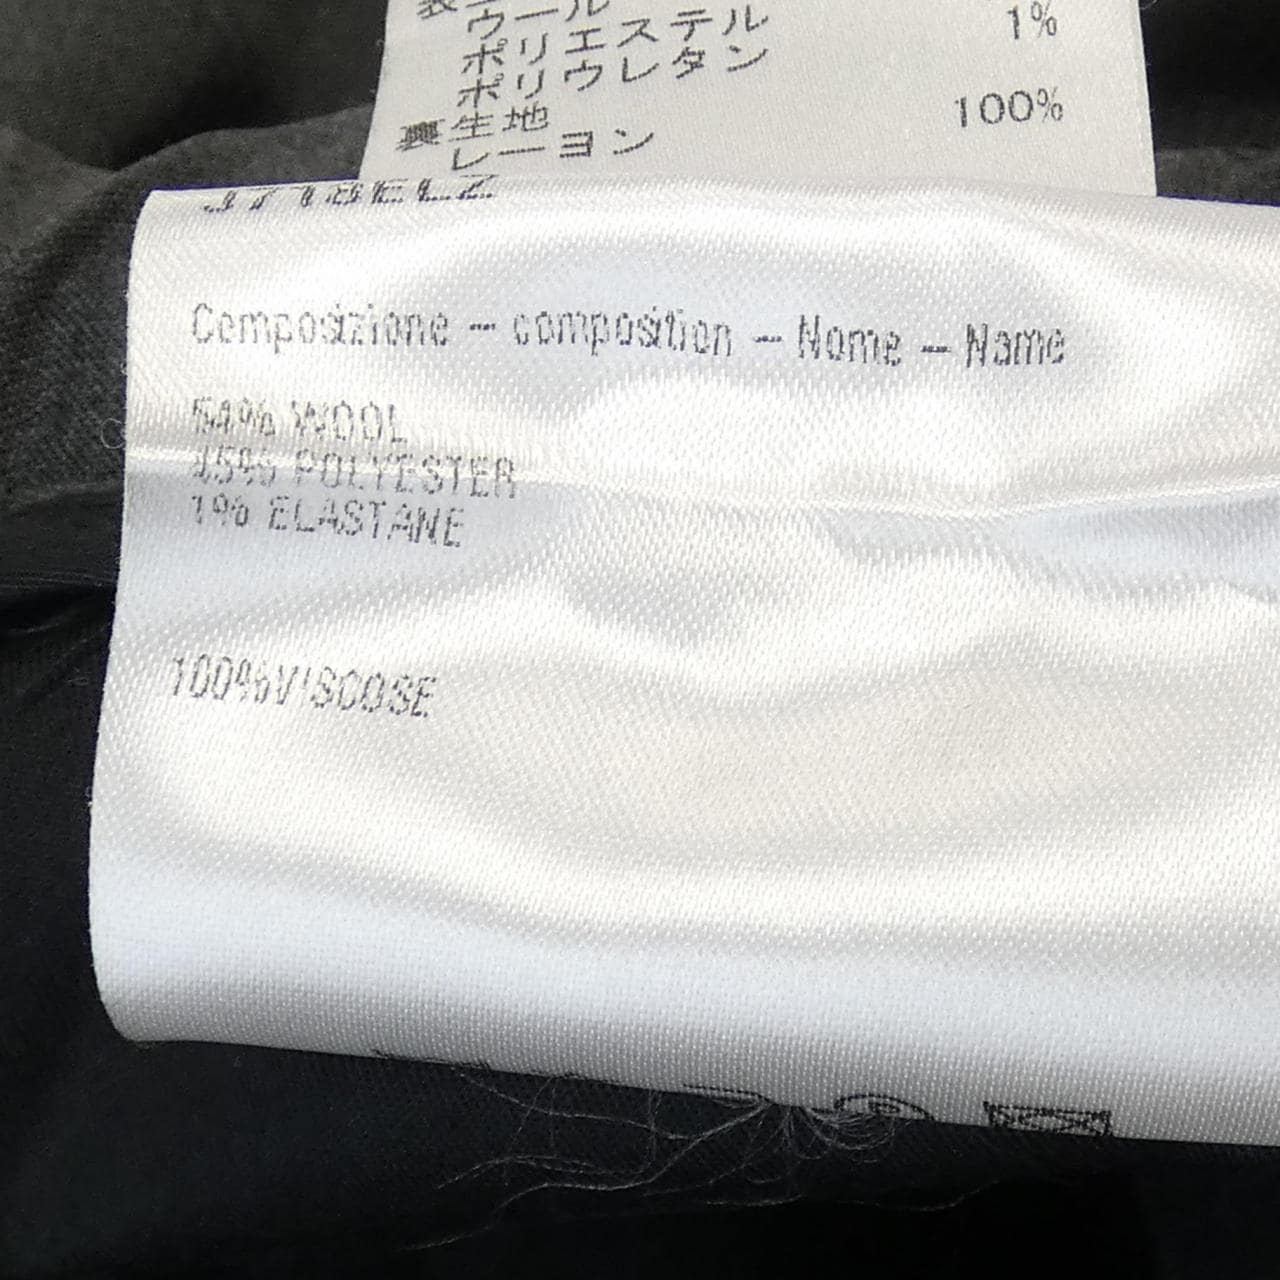 ウール
ポリエステル
ポリウレタン 1%
裏生地
レーヨン 100%
Composizione - composition - Nome - Name
54% WOOL
45% POLYESTER
1% ELASTANE
100%VISCOSE